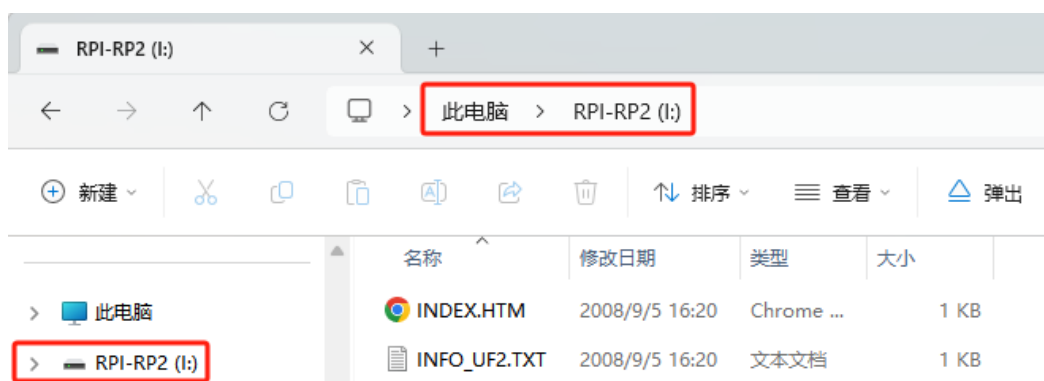 RPI-RP2 (I:)
此电脑 > RPI-RP2 (I:)
新建 排序 查看 弹出
名称 修改日期 类型 大小
此电脑
RPI-RP2 (I:)
INDEX.HTM 2008/9/5 16:20 Chrome ... 1 KB
INFO_UF2.TXT 2008/9/5 16:20 文本文档 1 KB